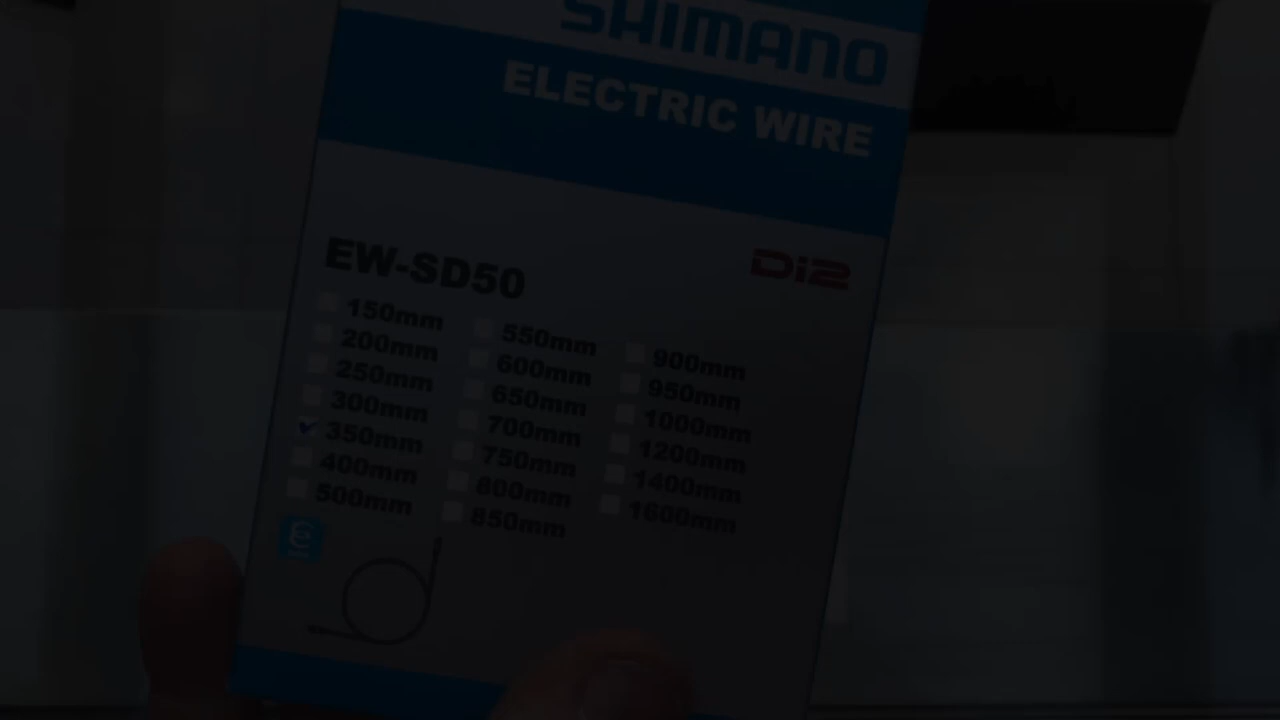 SHIMANO
ELECTRIC WIRE
EW-SD50
Di2
150mm 550mm 900mm
200mm 600mm 950mm
250mm 650mm 1000mm
300mm 700mm 1200mm
350mm 750mm 1400mm
400mm 800mm 1600mm
500mm 850mm